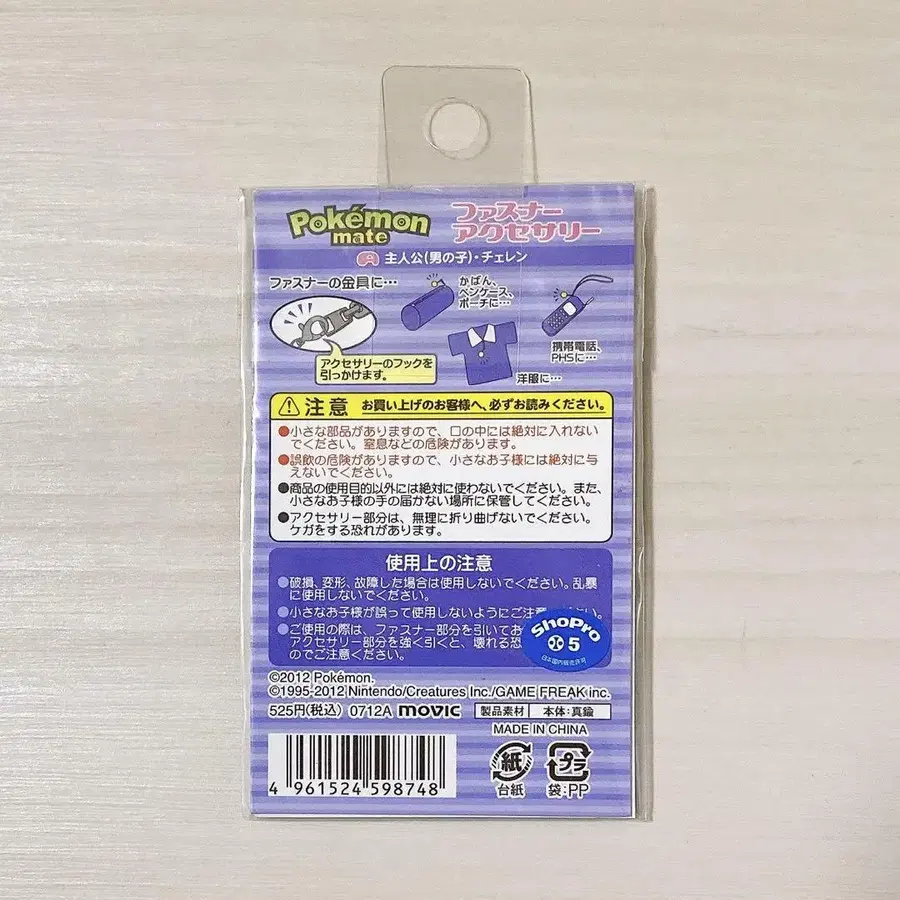 Pokémon
mate
ファスナー
アクセサリー
A 主人公(男の子)・チェレン
ファスナーの金具に…
かばん、
ペンケース、
ポーチに…
アクセサリーのフックを
引っかけます。
洋服に…
携帯電話、
PHSに…
注意 お買い上げのお客様へ、必ずお読みください。
●小さな部品がありますので、口の中には絶対に入れない
でください。窒息などの危険があります。
●誤飲の危険がありますので、小さなお子様には絶対に与
えないでください。
●商品の使用目的以外には絶対に使わないでください。また、
小さなお子様の手の届かない場所に保管してください。
●アクセサリー部分は、無理に折り曲げないでください。
ケガをする恐れがあります。
使用上の注意
●破損、変形、故障した場合は使用しないでください。乱暴
に使用しないでください。
●小さなお子様が誤って使用しないようにご注意ください。
●ご使用の際は、ファスナー部分を引いてお
アクセサリー部分を強く引くと、壊れる恐
のでご注意ください。
ShoPro
5
日本国内販売許可
©2012 Pokémon.
©1995-2012 Nintendo/Creatures Inc./GAME FREAK inc.
525円(税込) 0712A movic 製品素材 本体:真鍮
MADE IN CHINA
紙
台紙
プラ
袋:PP
4 961524 598748